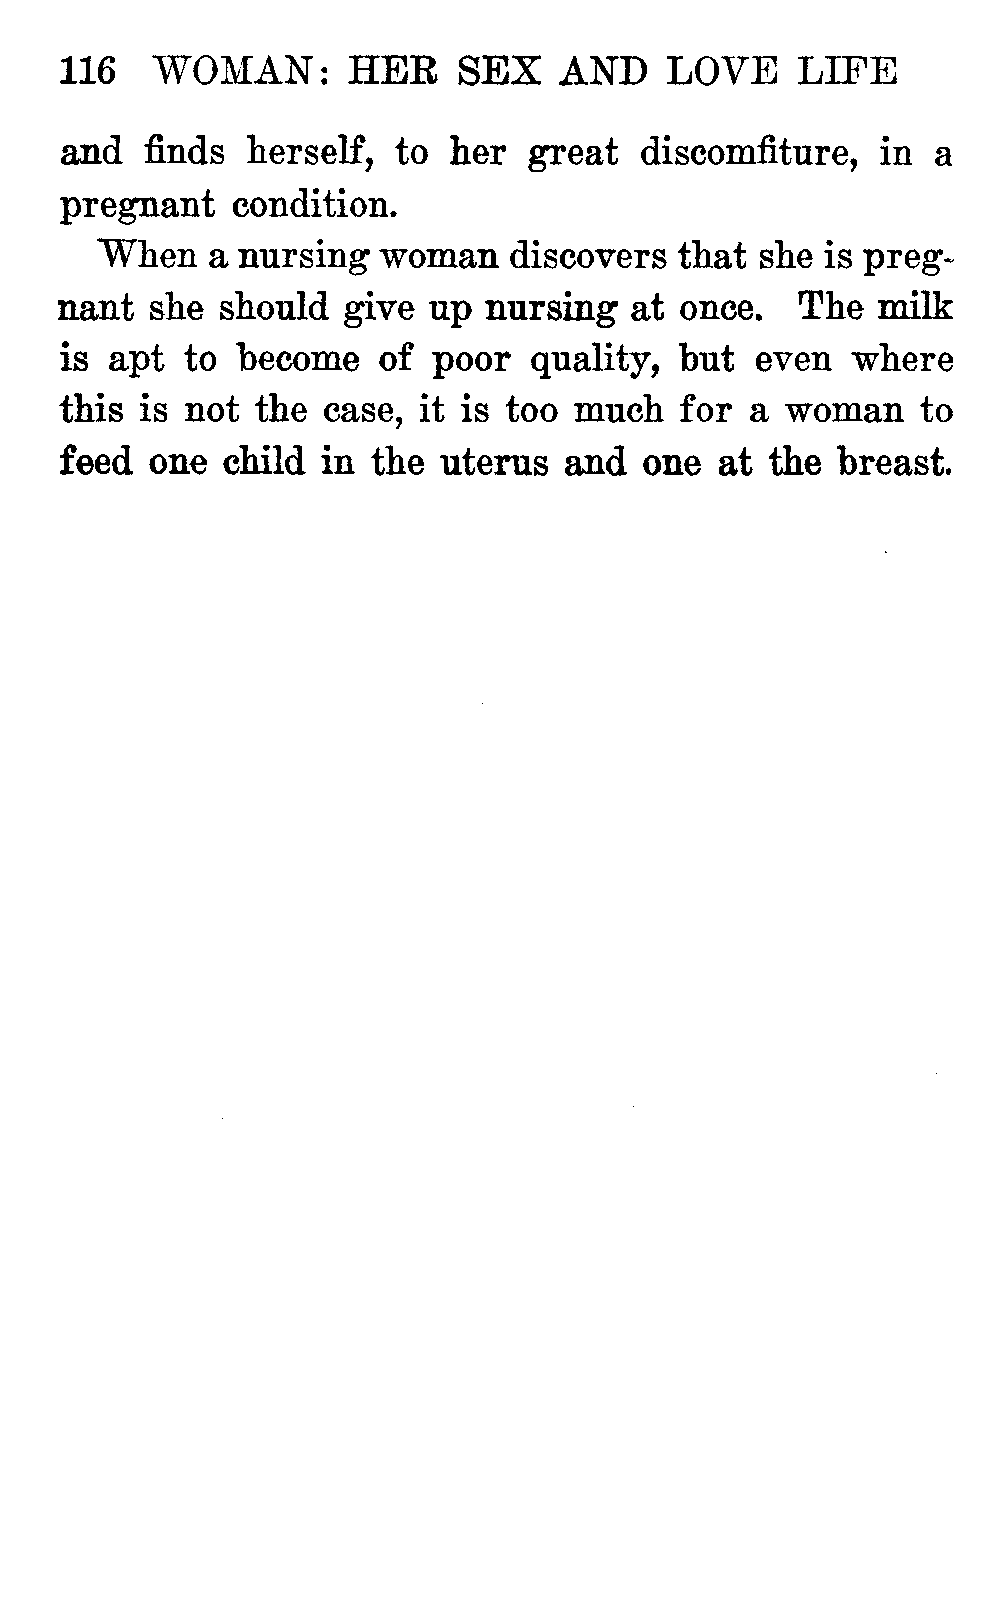 116 WOMAN: HER SEX AND LOVE LIFE
and finds herself, to her great discomfiture, in a
pregnant condition.
When a nursing woman discovers that she is preg-
nant she should give up nursing at once. The milk
is apt to become of poor quality, but even where
this is not the case, it is too much for a woman to
feed one child in the uterus and one at the breast.